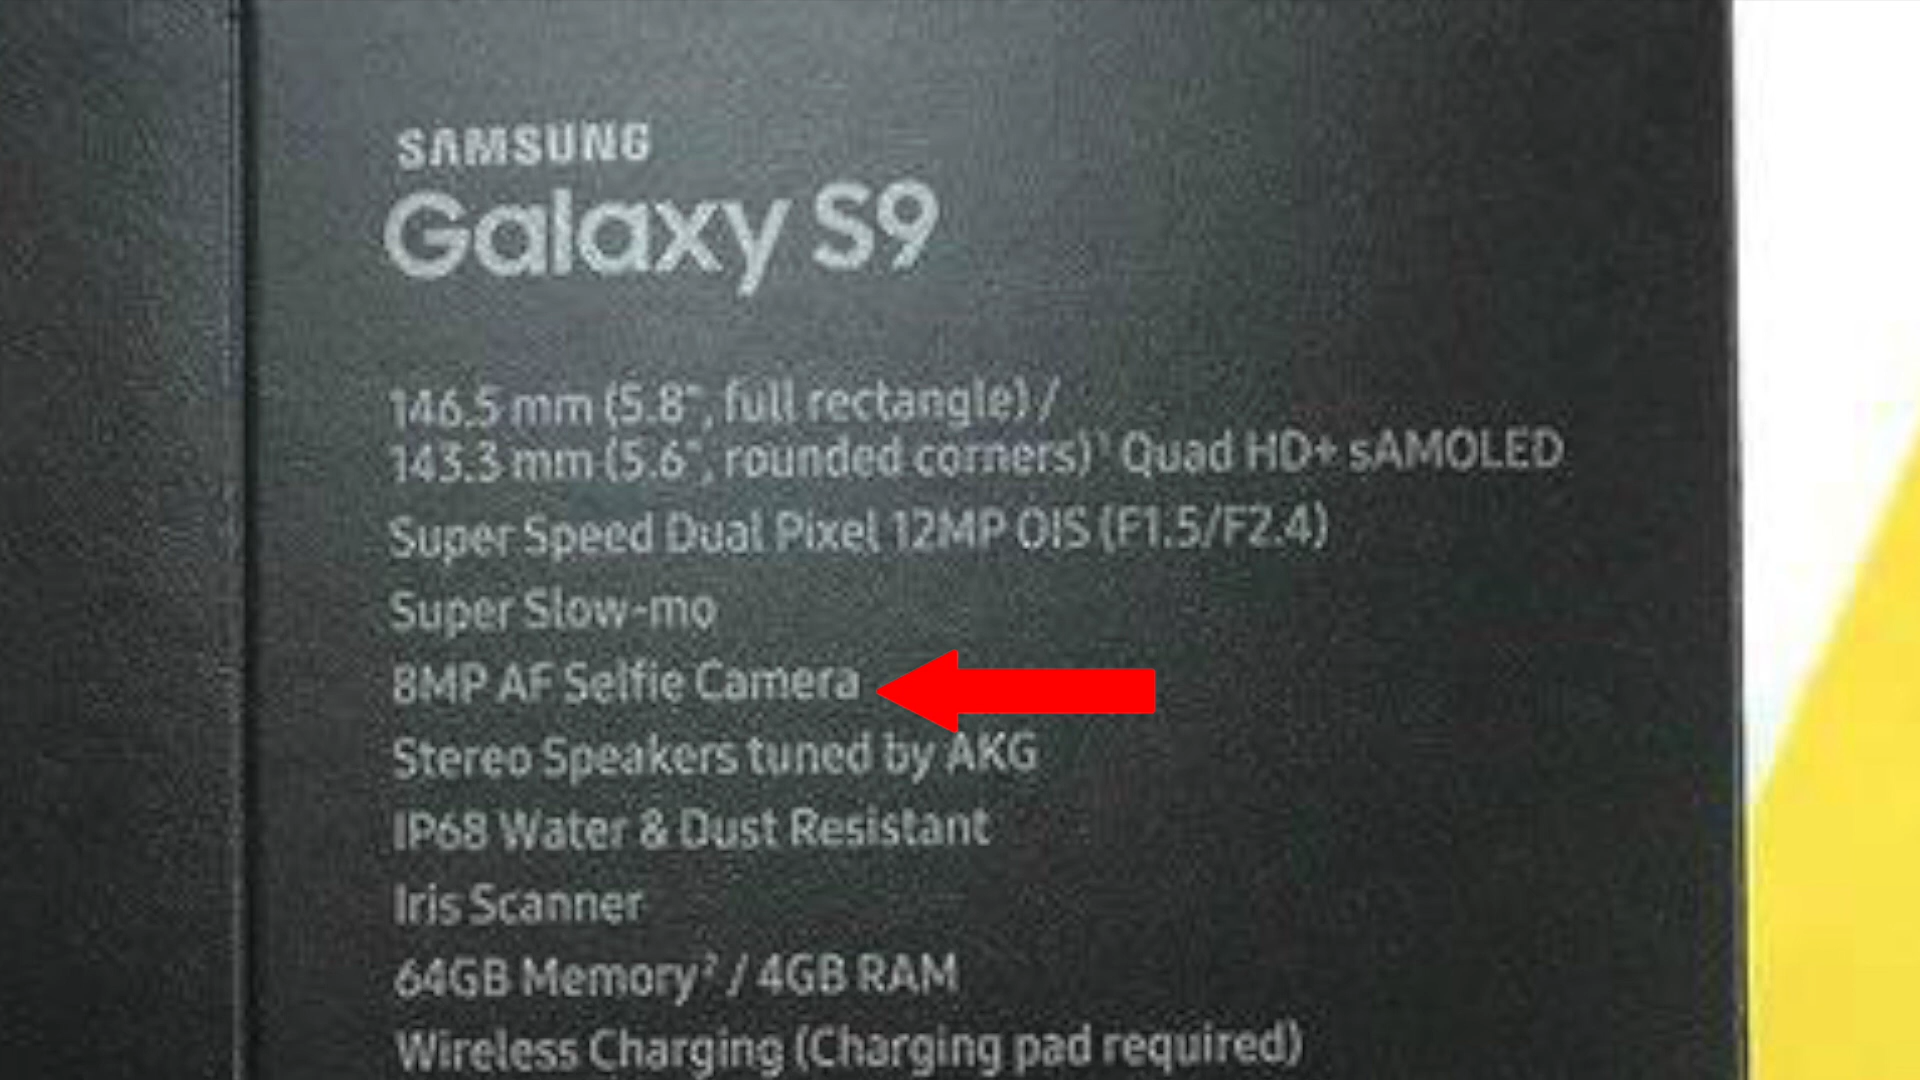 SAMSUNG
Galaxy S9
146.5 mm (5.8", full rectangle) /
143.3 mm (5.6", rounded corners)¹ Quad HD+ sAMOLED
Super Speed Dual Pixel 12MP OIS (F1.5/F2.4)
Super Slow-mo
8MP AF Selfie Camera
Stereo Speakers tuned by AKG
IP68 Water & Dust Resistant
Iris Scanner
64GB Memory² / 4GB RAM
Wireless Charging (Charging pad required)